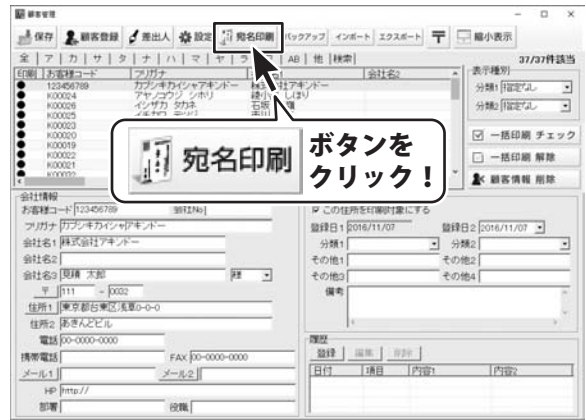 顧客管理
保存 顧客登録 差出人 設定 宛名印刷 バックアップ インポート エクスポート 〒 縮小表示
全 ア カ サ タ ナ ハ マ ヤ ラ AB 他 検索 37/37件該当
印刷 お客様コード フリガナ 会社名2
123456789 カブシキカイシャアキンドー
K00024 アヤノコウジ シホリ しほり
K00026 イシザカ タカネ 石坂
K00025
K00023
K00020
K00019
K00022
K00021
表示種別
分類1 指定なし
分類2 指定なし
一括印刷 チェック
一括印刷 解除
顧客情報 削除
宛名印刷
ボタンを
クリック！
会社情報
お客様コード 123456789 会社No
フリガナ カブシキカイシャアキンドー
会社名1 株式会社アキンドー
会社名2
会社名3 見晴 太郎 様
〒 111 - 0032
住所1 東京都台東区浅草0-0-0
住所2 あきんどビル
電話 00-0000-0000
携帯電話 FAX 00-0000-0000
メール1 メール2
HP http://
部署 役職
この住所を印刷対象にする
登録日1 2016/11/07 登録日2 2016/11/07
分類1 分類2
その他1 その他2
その他3 その他4
備考
履歴
登録 編集 削除
日付 項目 内容1 内容2